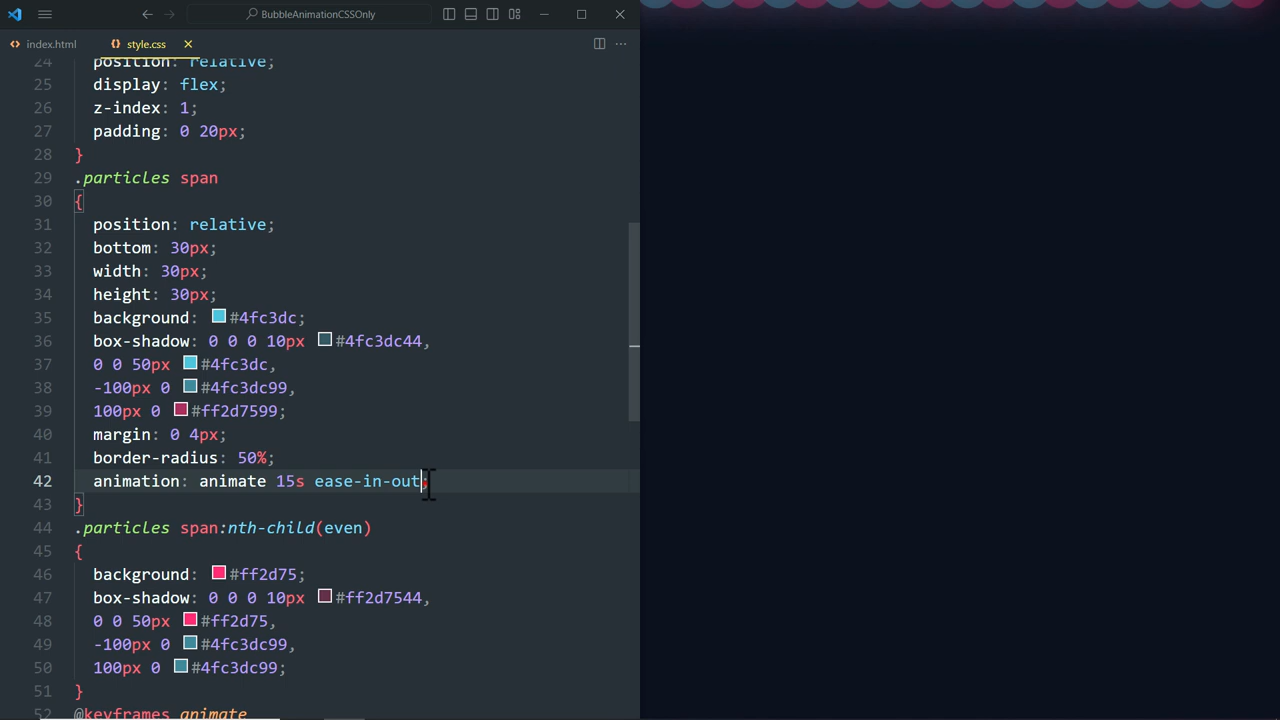 BubbleAnimationCSSOnly
index.html
style.css
24 position: relative;
25 display: flex;
26 z-index: 1;
27 padding: 0 20px;
28 }
29 .particles span
30 {
31 position: relative;
32 bottom: 30px;
33 width: 30px;
34 height: 30px;
35 background: #4fc3dc;
36 box-shadow: 0 0 0 10px #4fc3dc44,
37 0 0 50px #4fc3dc,
38 -100px 0 #4fc3dc99,
39 100px 0 #ff2d7599;
40 margin: 0 4px;
41 border-radius: 50%;
42 animation: animate 15s ease-in-out;
43 }
44 .particles span:nth-child(even)
45 {
46 background: #ff2d75;
47 box-shadow: 0 0 0 10px #ff2d7544,
48 0 0 50px #ff2d75,
49 -100px 0 #4fc3dc99,
50 100px 0 #4fc3dc99;
51 }
52 @keyframes animate